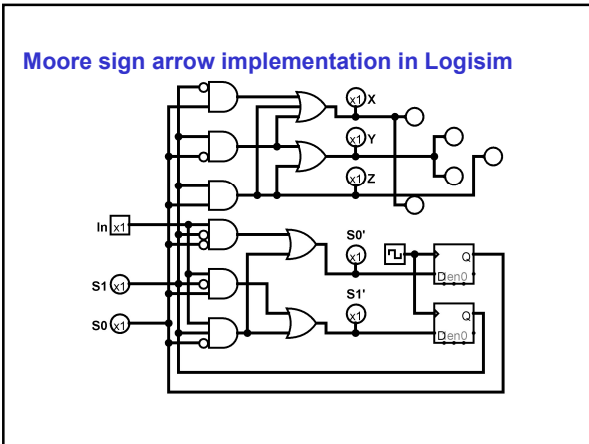 Moore sign arrow implementation in Logisim
x1 X
x1 Y
x1 Z
In x1
S1 x1
S0 x1
S0'
x1
S1'
x1
Q
D en 0
Q
D en 0